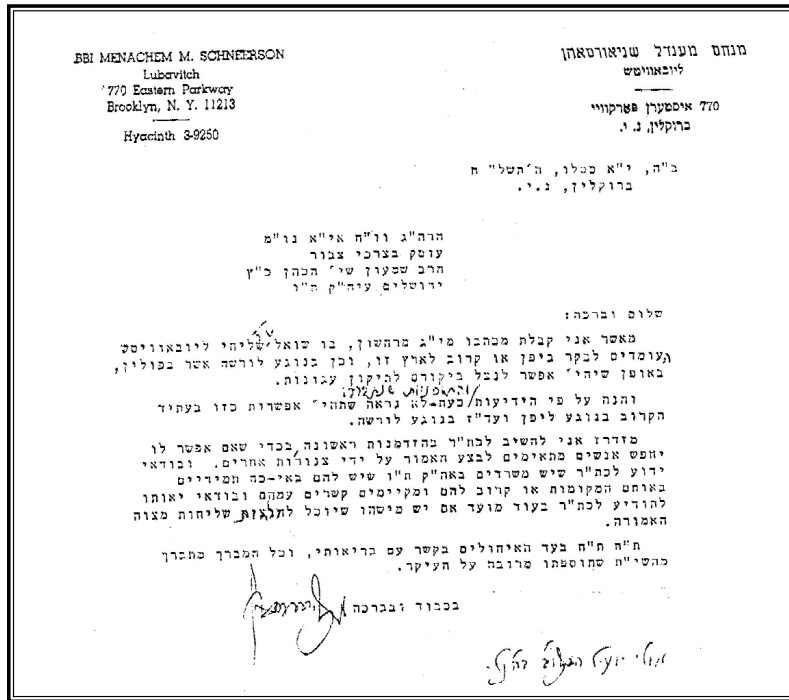 BBI MENACHEM M. SCHNEERSON
Lubavitch
770 Eastern Parkway
Brooklyn, N. Y. 11213
Hyacinth 3-9250
מנחם מענדל שניאורסאהן
ליובאוויטש
770 איסטערן פארקוויי
ברוקלין, נ. י.
ב"ה, י"א כסלו, ה'תשל"ח
ברוקלין, נ.י.
הרה"ג וו"ח אי"א נו"מ
עוסק בצרכי צבור
הרב שמעון שי' הכהן כ"ץ
ירושלים עיה"ק ת"ו
שלום וברכה:
מאשר אני קבלת מכתבו מי"ג מרחשון, בו שואל שליחי ליובאוויטש
העומדים לבקר ביפן או קרוב לארץ זו, וכן בנוגע לורשה אשר בפולין,
באופן שיהי' אפשר לנצל ביקורם לתיקון עגונות.
והנה על פי הידיעות כעת לא נראה שתהי' אפשרות כזו בעתיד
הקרוב בנוגע ליפן ועד"ז בנוגע לורשה.
מזדרז אני להשיב לכת"ר בהזדמנות ראשונה, בכדי שאם אפשר לו
יחפש אנשים מתאימים לבצע האמור על ידי צנורות אחרים. ובודאי
ידוע לכת"ר שיש משרדים באה"ק ת"ו שיש להם באי-כח תמידיים
באותם המקומות או קרוב להם ומקיימים קשרים עמהם ובודאי יאותו
להודיע לכת"ר בעוד מועד אם יש מישהו שיוכל שליחות מצוה
האמורה.
ת"ח ת"ח בעד האיחולים בקשר עם בריאותי, וכל המברך מתברך
מהשי"ת שתוספתו מרובה על העיקר.
בכבוד ובברכה